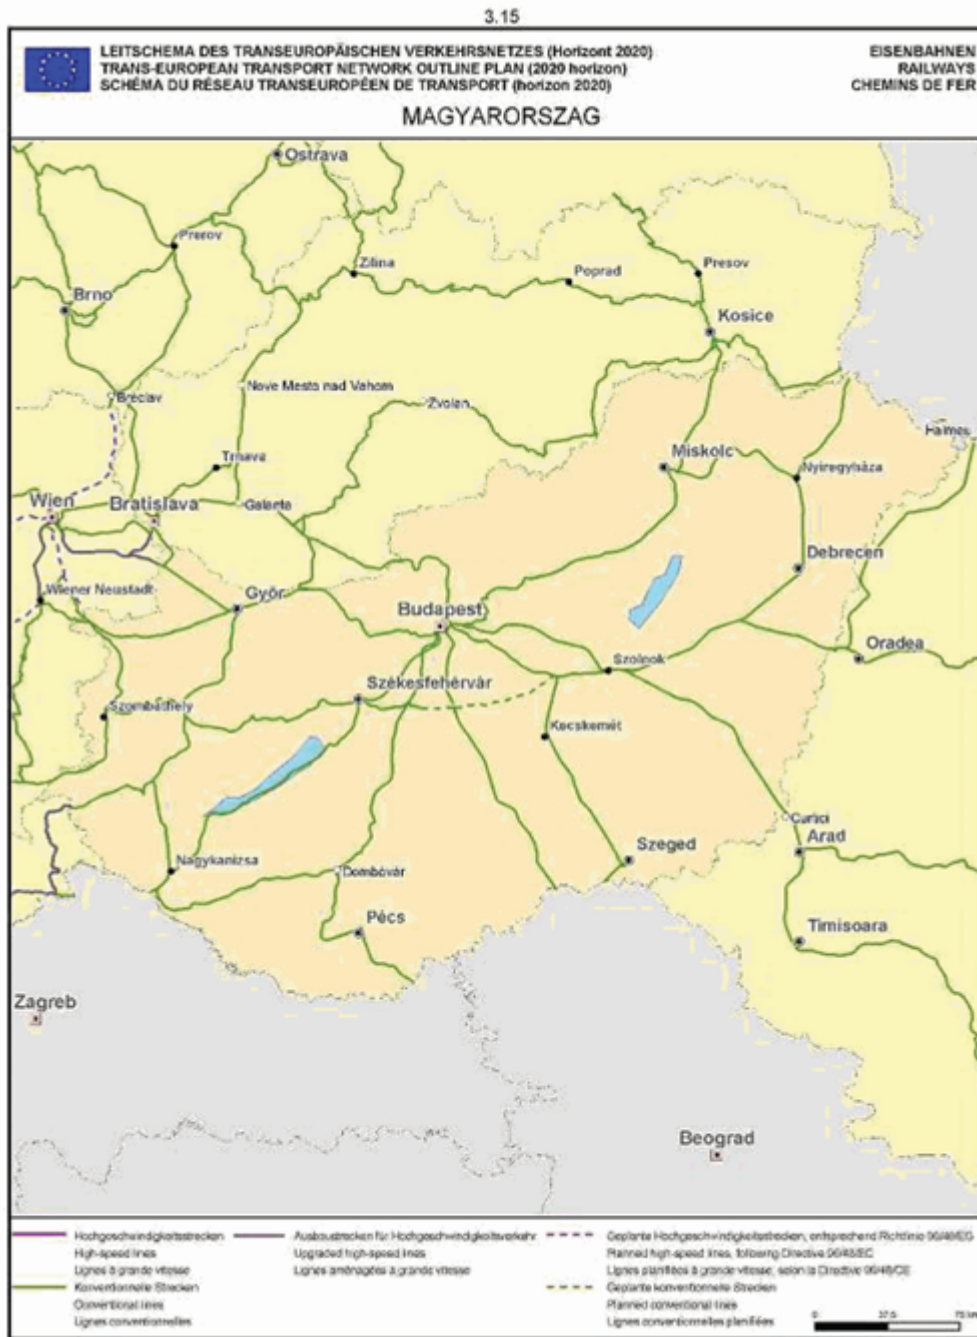 3.15
LEITSCHEMA DES TRANSEUROPÄISCHEN VERKEHRSNETZES (Horizont 2020)
TRANS-EUROPEAN TRANSPORT NETWORK OUTLINE PLAN (2020 horizon)
SCHÉMA DU RÉSEAU TRANSEUROPÉEN DE TRANSPORT (horizon 2020)
EISENBAHNEN
RAILWAYS
CHEMINS DE FER
MAGYARORSZAG
Ostrava
Prerov
Zilina
Poprad
Presov
Brno
Kosice
Breclav
Nove Mesto nad Vahom
Zvolen
Trnava
Miskolc
Nyíregyháza
Wien
Bratislava
Galanta
Debrecen
Wiener Neustadt
Győr
Budapest
Oradea
Szolnok
Székesfehérvár
Szombathely
Kecskemét
Curtici
Arad
Nagykanizsa
Dombóvár
Szeged
Pécs
Timisoara
Zagreb
Beograd
Hochgeschwindigkeitsstrecken
High-speed lines
Lignes à grande vitesse
Konventionelle Strecken
Conventional lines
Lignes conventionnelles
Ausbaustrecken für Hochgeschwindigkeitsverkehr
Upgraded high-speed lines
Lignes aménagées à grande vitesse
Geplante Hochgeschwindigkeitsstrecken, entsprechend Richtlinie 96/48/EG
Planned high-speed lines, following Directive 96/48/EC
Lignes planifiées à grande vitesse, selon la Directive 96/48/CE
Geplante konventionelle Strecken
Planned conventional lines
Lignes conventionnelles planifiées
0 37.5 75 km